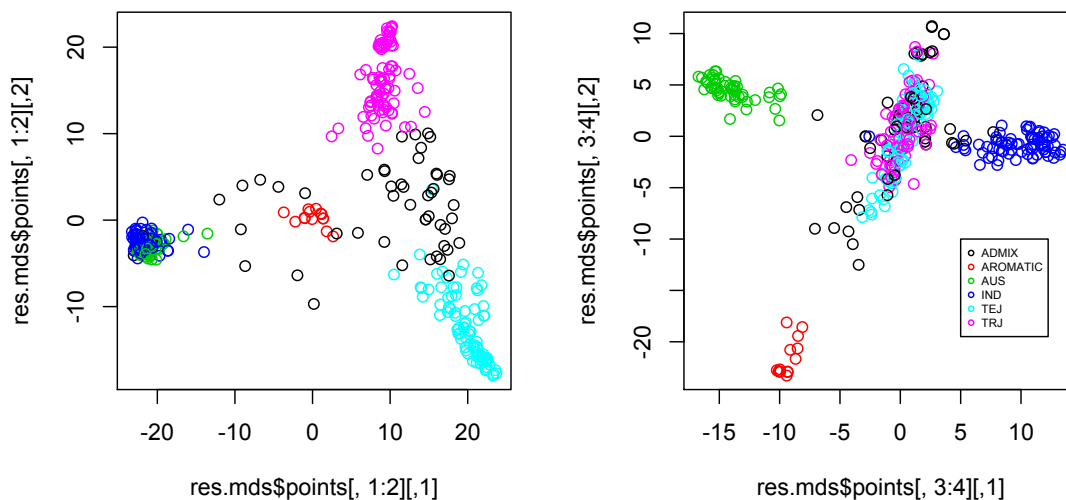 20
10
0
-10
-20
-10
0
10
20
res.mds$points[, 1:2][,2]
res.mds$points[, 1:2][,1]
10
5
0
-5
-10
-20
-15
-10
-5
0
5
10
res.mds$points[, 3:4][,2]
res.mds$points[, 3:4][,1]
ADMIX
AROMATIC
AUS
IND
TEJ
TRJ